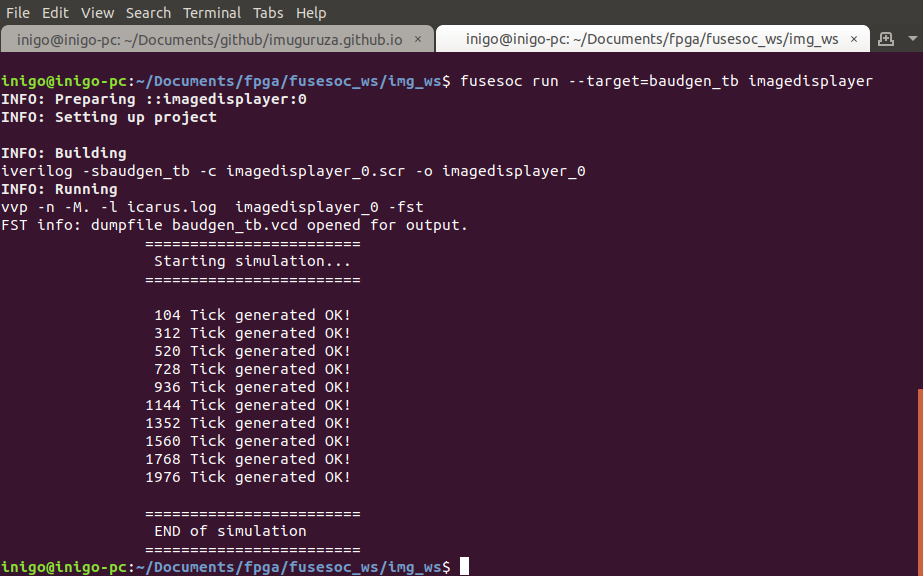 File Edit View Search Terminal Tabs Help
inigo@inigo-pc: ~/Documents/github/imuguruza.github.io × inigo@inigo-pc: ~/Documents/fpga/fusesoc_ws/img_ws ×
inigo@inigo-pc:~/Documents/fpga/fusesoc_ws/img_ws$ fusesoc run --target=baudgen_tb imagedisplayer
INFO: Preparing ::imagedisplayer:0
INFO: Setting up project
INFO: Building
iverilog -sbaudgen_tb -c imagedisplayer_0.scr -o imagedisplayer_0
INFO: Running
vvp -n -M. -l icarus.log  imagedisplayer_0 -fst
FST info: dumpfile baudgen_tb.vcd opened for output.
========================
Starting simulation...
========================
104 Tick generated OK!
312 Tick generated OK!
520 Tick generated OK!
728 Tick generated OK!
936 Tick generated OK!
1144 Tick generated OK!
1352 Tick generated OK!
1560 Tick generated OK!
1768 Tick generated OK!
1976 Tick generated OK!
========================
END of simulation
========================
inigo@inigo-pc:~/Documents/fpga/fusesoc_ws/img_ws$